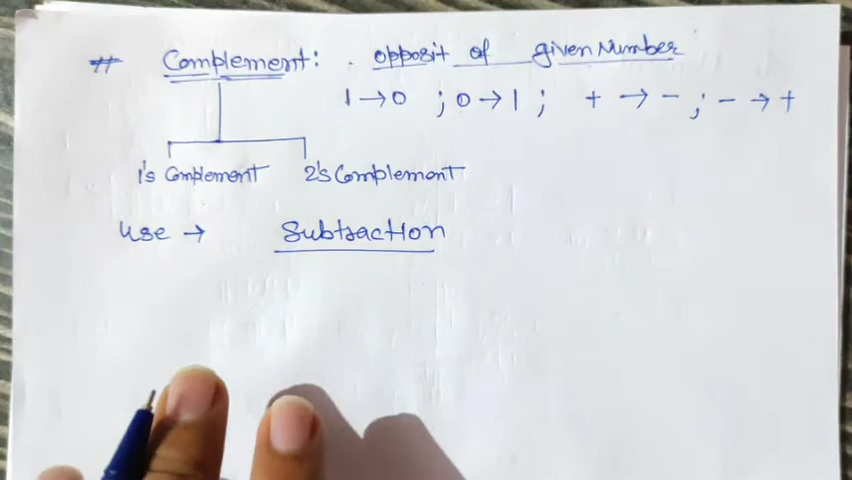 # Complement: . opposit of given Number
1 → 0 ; 0 → 1 ; + → - ; - → +
1's Complement 2's Complement
Use → Subtraction